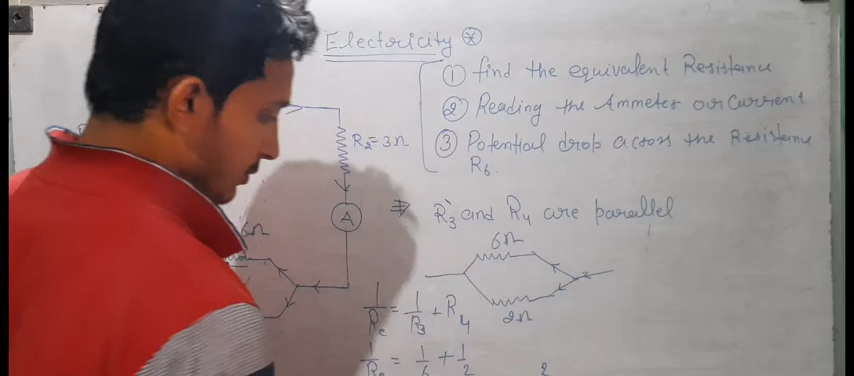 Electoricity
① find the equivalent Resistance
② Reading the Ammeter or Current
③ Potential drop across the Resistance
R6.
R2=3Ω
A
⇒ R3 and R4 are parallel
6Ω
6Ω
2Ω
1/Re = 1/R3 + R4
1/Re = 1/6 + 1/2
2